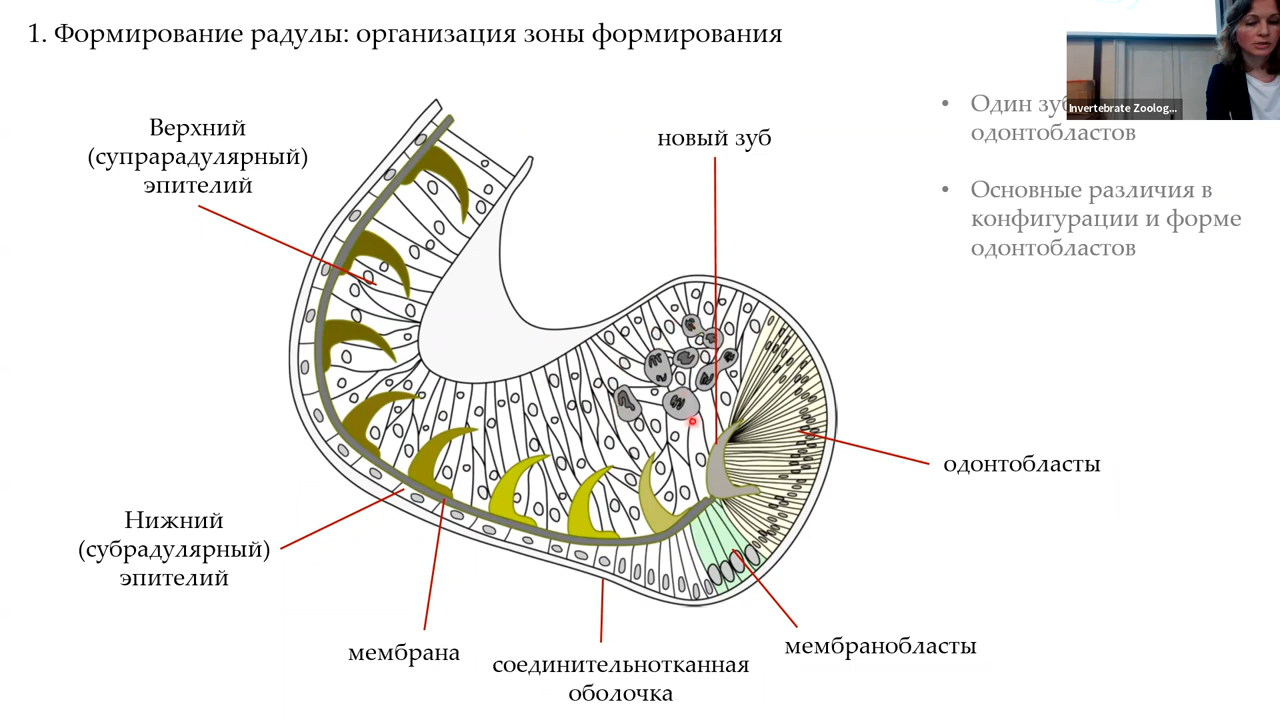 1. Формирование радулы: организация зоны формирования
Invertebrate Zoolog...
Верхний
(супрарадулярный)
эпителий
новый зуб
• Один
одонтобластов
• Основные различия в
конфигурации и форме
одонтобластов
одонтобласты
Нижний
(субрадулярный)
эпителий
мембрана
соединительнотканная
оболочка
мембранобласты